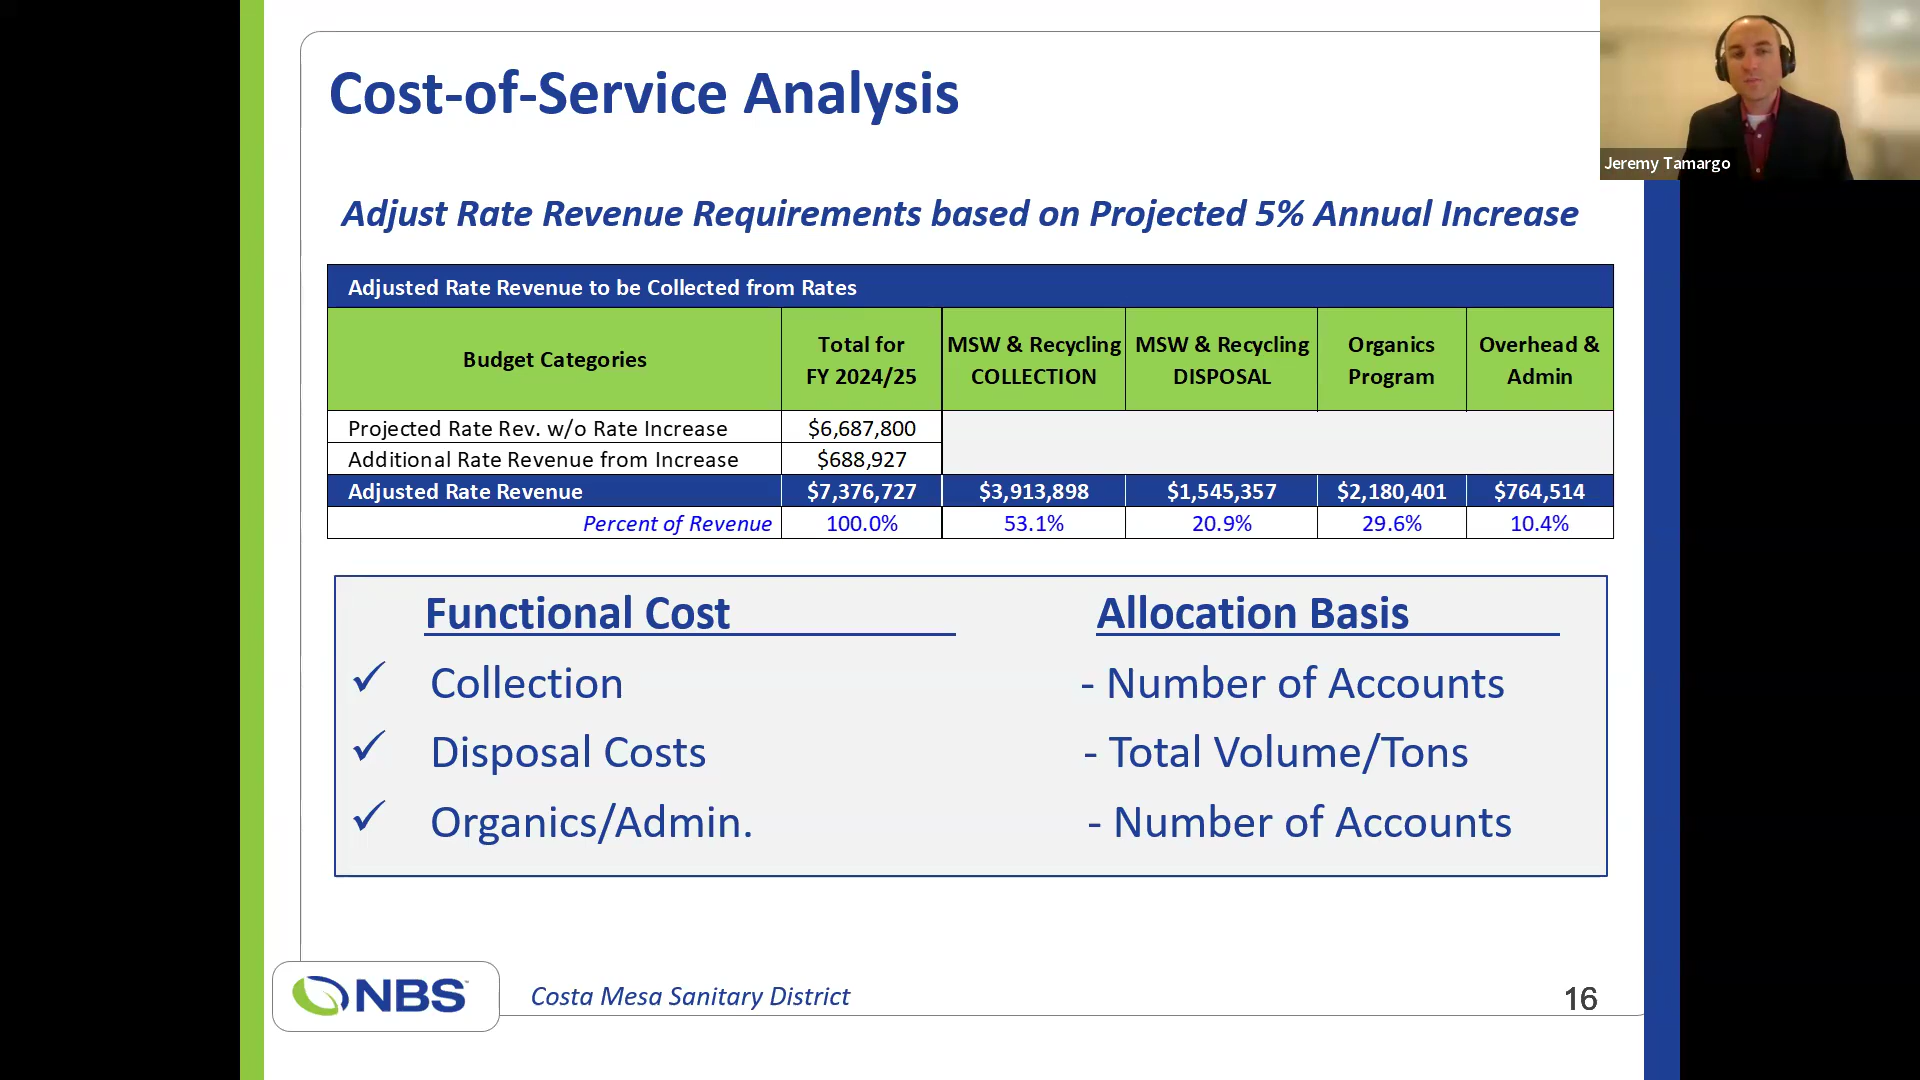 Cost-of-Service Analysis
Jeremy Tamargo
Adjust Rate Revenue Requirements based on Projected 5% Annual Increase
Adjusted Rate Revenue to be Collected from Rates
Budget Categories Total for FY 2024/25 MSW & Recycling COLLECTION MSW & Recycling DISPOSAL Organics Program Overhead & Admin
Projected Rate Rev. w/o Rate Increase $6,687,800
Additional Rate Revenue from Increase $688,927
Adjusted Rate Revenue $7,376,727 $3,913,898 $1,545,357 $2,180,401 $764,514
Percent of Revenue 100.0% 53.1% 20.9% 29.6% 10.4%
Functional Cost Allocation Basis
✓ Collection - Number of Accounts
✓ Disposal Costs - Total Volume/Tons
✓ Organics/Admin. - Number of Accounts
NBS™ Costa Mesa Sanitary District 16